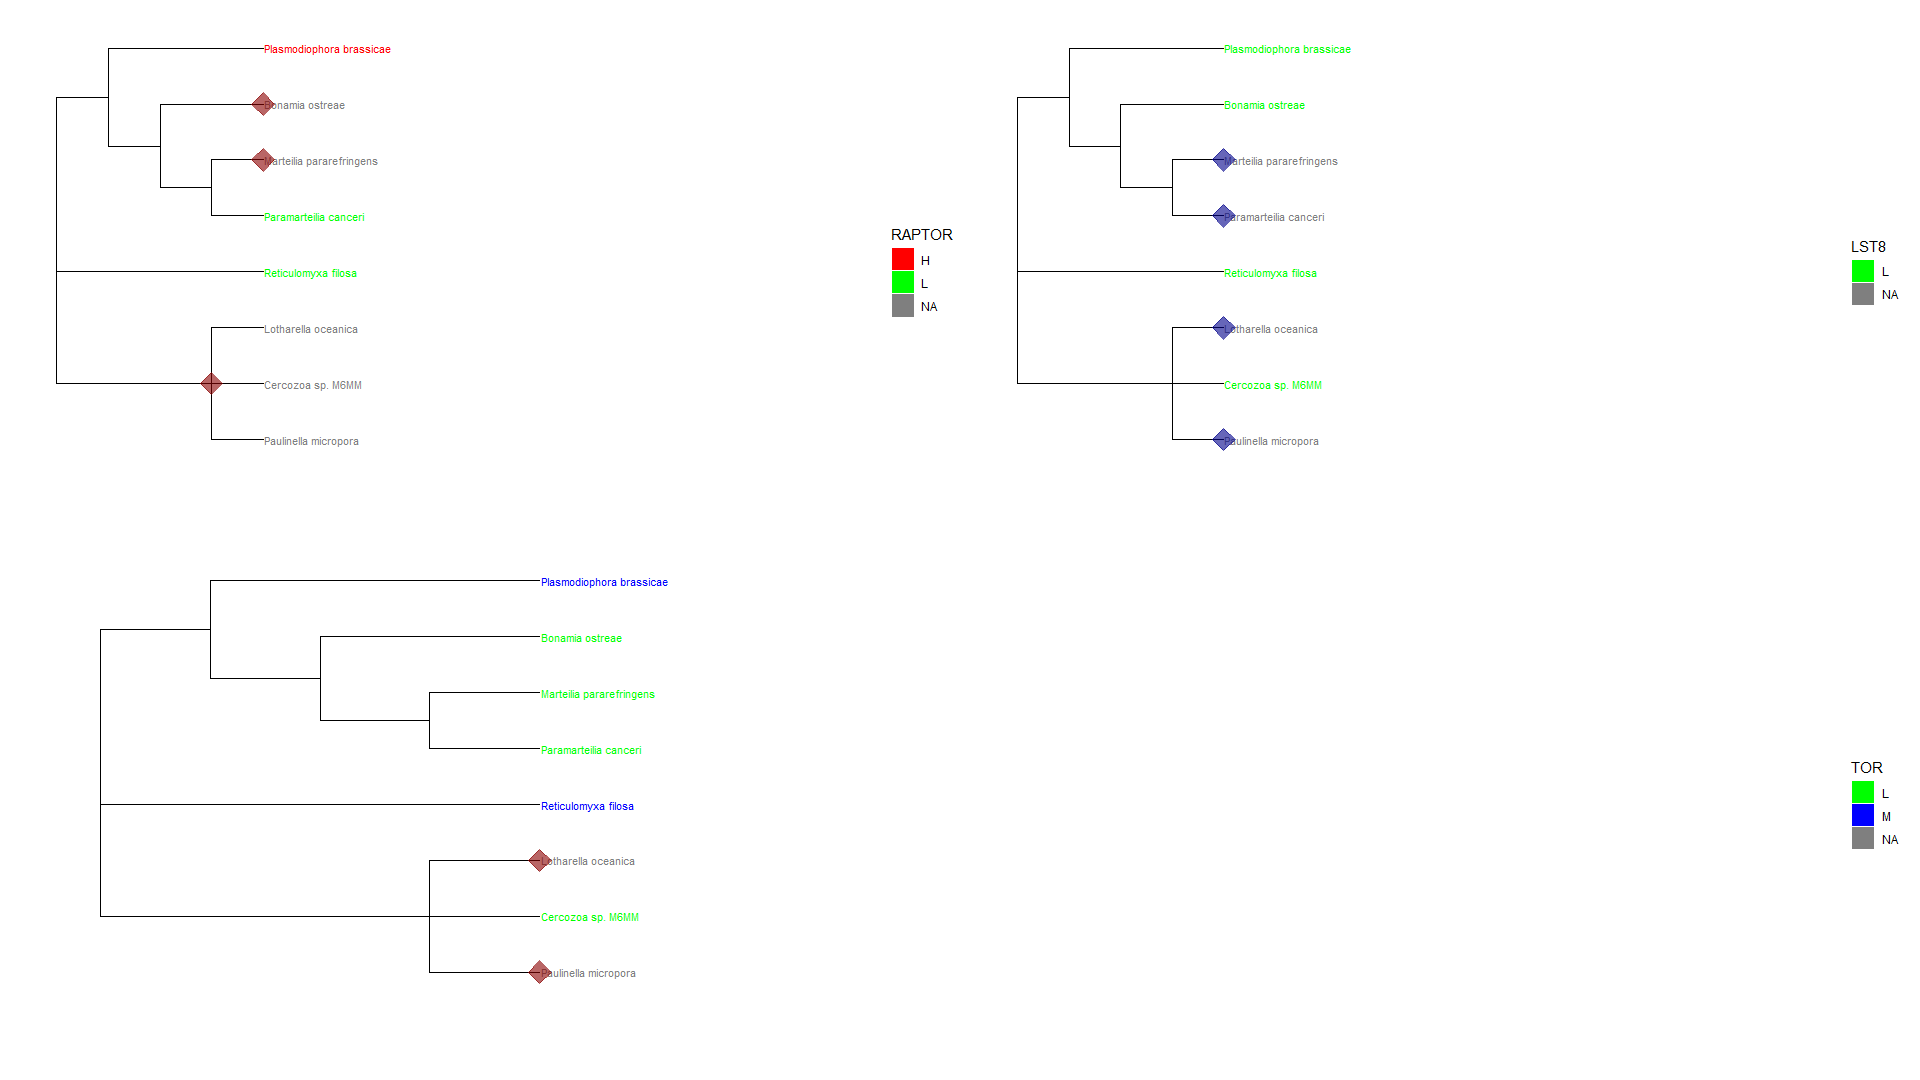 Plasmodiophora brassicae
Bonamia ostreae
Marteilia pararefringens
Paramarteilia canceri
Reticulomyxa filosa
Lotharella oceanica
Cercozoa sp. M6MM
Paulinella micropora
RAPTOR
H
L
NA
Plasmodiophora brassicae
Bonamia ostreae
Marteilia pararefringens
Paramarteilia canceri
Reticulomyxa filosa
Lotharella oceanica
Cercozoa sp. M6MM
Paulinella micropora
LST8
L
NA
Plasmodiophora brassicae
Bonamia ostreae
Marteilia pararefringens
Paramarteilia canceri
Reticulomyxa filosa
Lotharella oceanica
Cercozoa sp. M6MM
Paulinella micropora
TOR
L
M
NA